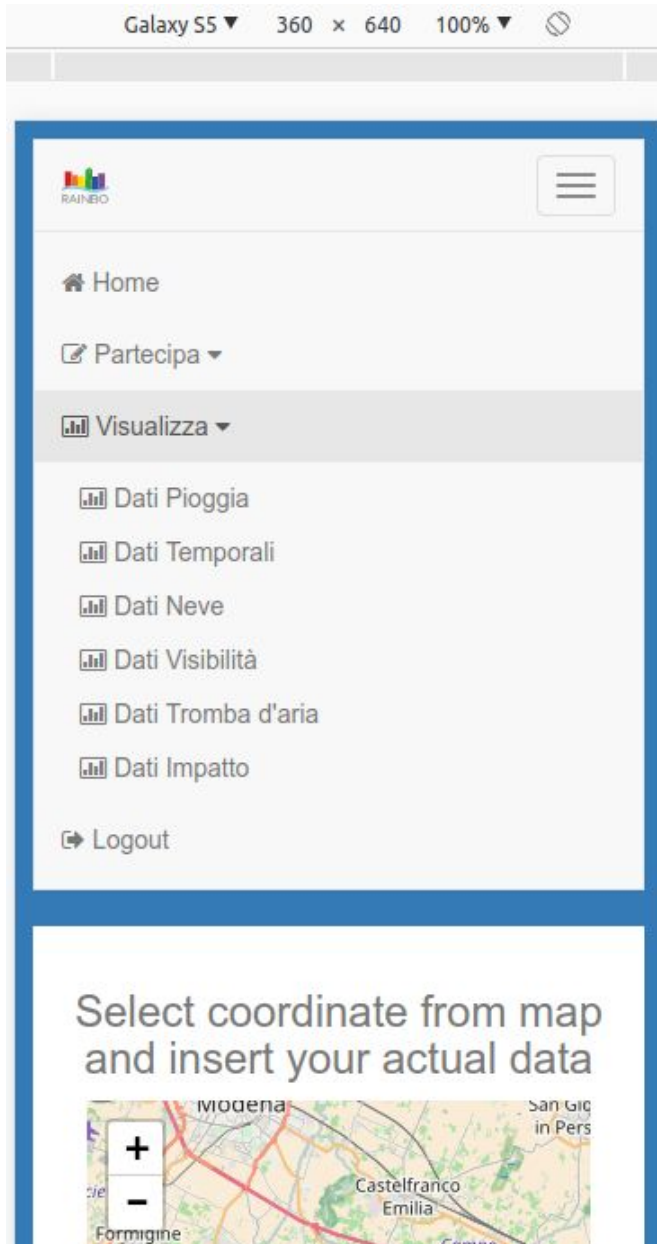 Galaxy S5 ▼ 360 × 640 100% ▼
RAINBO
Home
Partecipa
Visualizza
Dati Pioggia
Dati Temporali
Dati Neve
Dati Visibilità
Dati Tromba d'aria
Dati Impatto
Logout
Select coordinate from map
and insert your actual data
Modena
San Gio
in Pers
+
Castelfranco
Emilia
−
Formigine